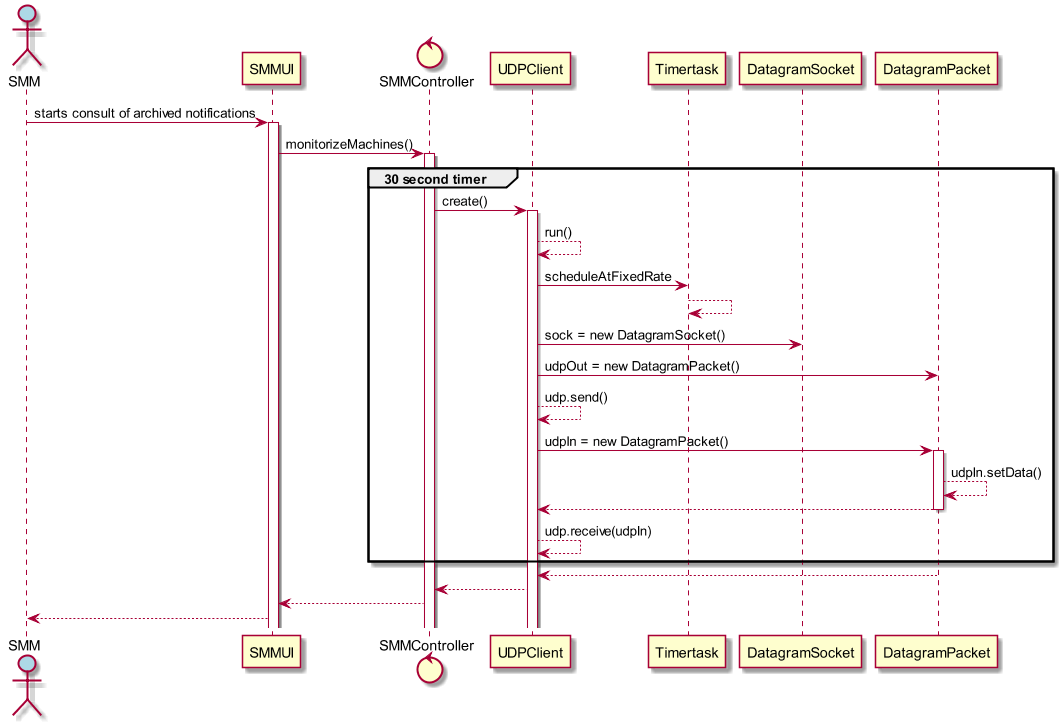 SMM
SMMUI
SMMController
UDPClient
Timertask
DatagramSocket
DatagramPacket
starts consult of archived notifications
monitorizeMachines()
30 second timer
create()
run()
scheduleAtFixedRate
sock = new DatagramSocket()
udpOut = new DatagramPacket()
udp.send()
udpIn = new DatagramPacket()
udpIn.setData()
udp.receive(udpIn)
SMM
SMMUI
SMMController
UDPClient
Timertask
DatagramSocket
DatagramPacket